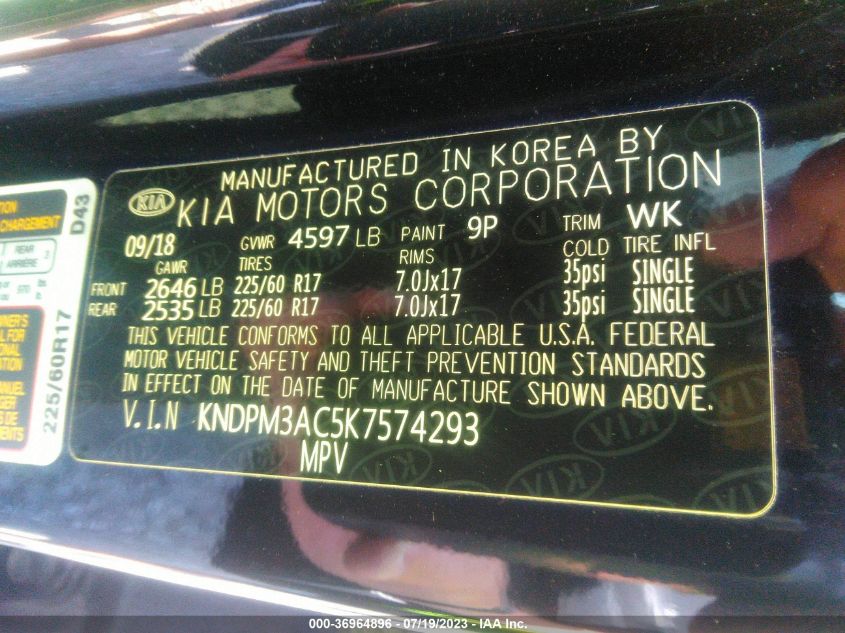 MANUFACTURED IN KOREA BY
KIA KIA MOTORS CORPORATION
09/18 GVWR 4597 LB PAINT 9P TRIM WK
GAWR TIRES RIMS COLD TIRE INFL
FRONT 2646 LB 225/60 R17 7.0Jx17 35psi SINGLE
REAR 2535 LB 225/60 R17 7.0Jx17 35psi SINGLE
THIS VEHICLE CONFORMS TO ALL APPLICABLE U.S.A. FEDERAL
MOTOR VEHICLE SAFETY AND THEFT PREVENTION STANDARDS
IN EFFECT ON THE DATE OF MANUFACTURE SHOWN ABOVE.
V.I.N KNDPM3AC5K7574293
MPV
D43
225/60R17
CHARGEMENT
REAR
ARRIÈRE
000-36964896 - 07/19/2023 - IAA Inc.